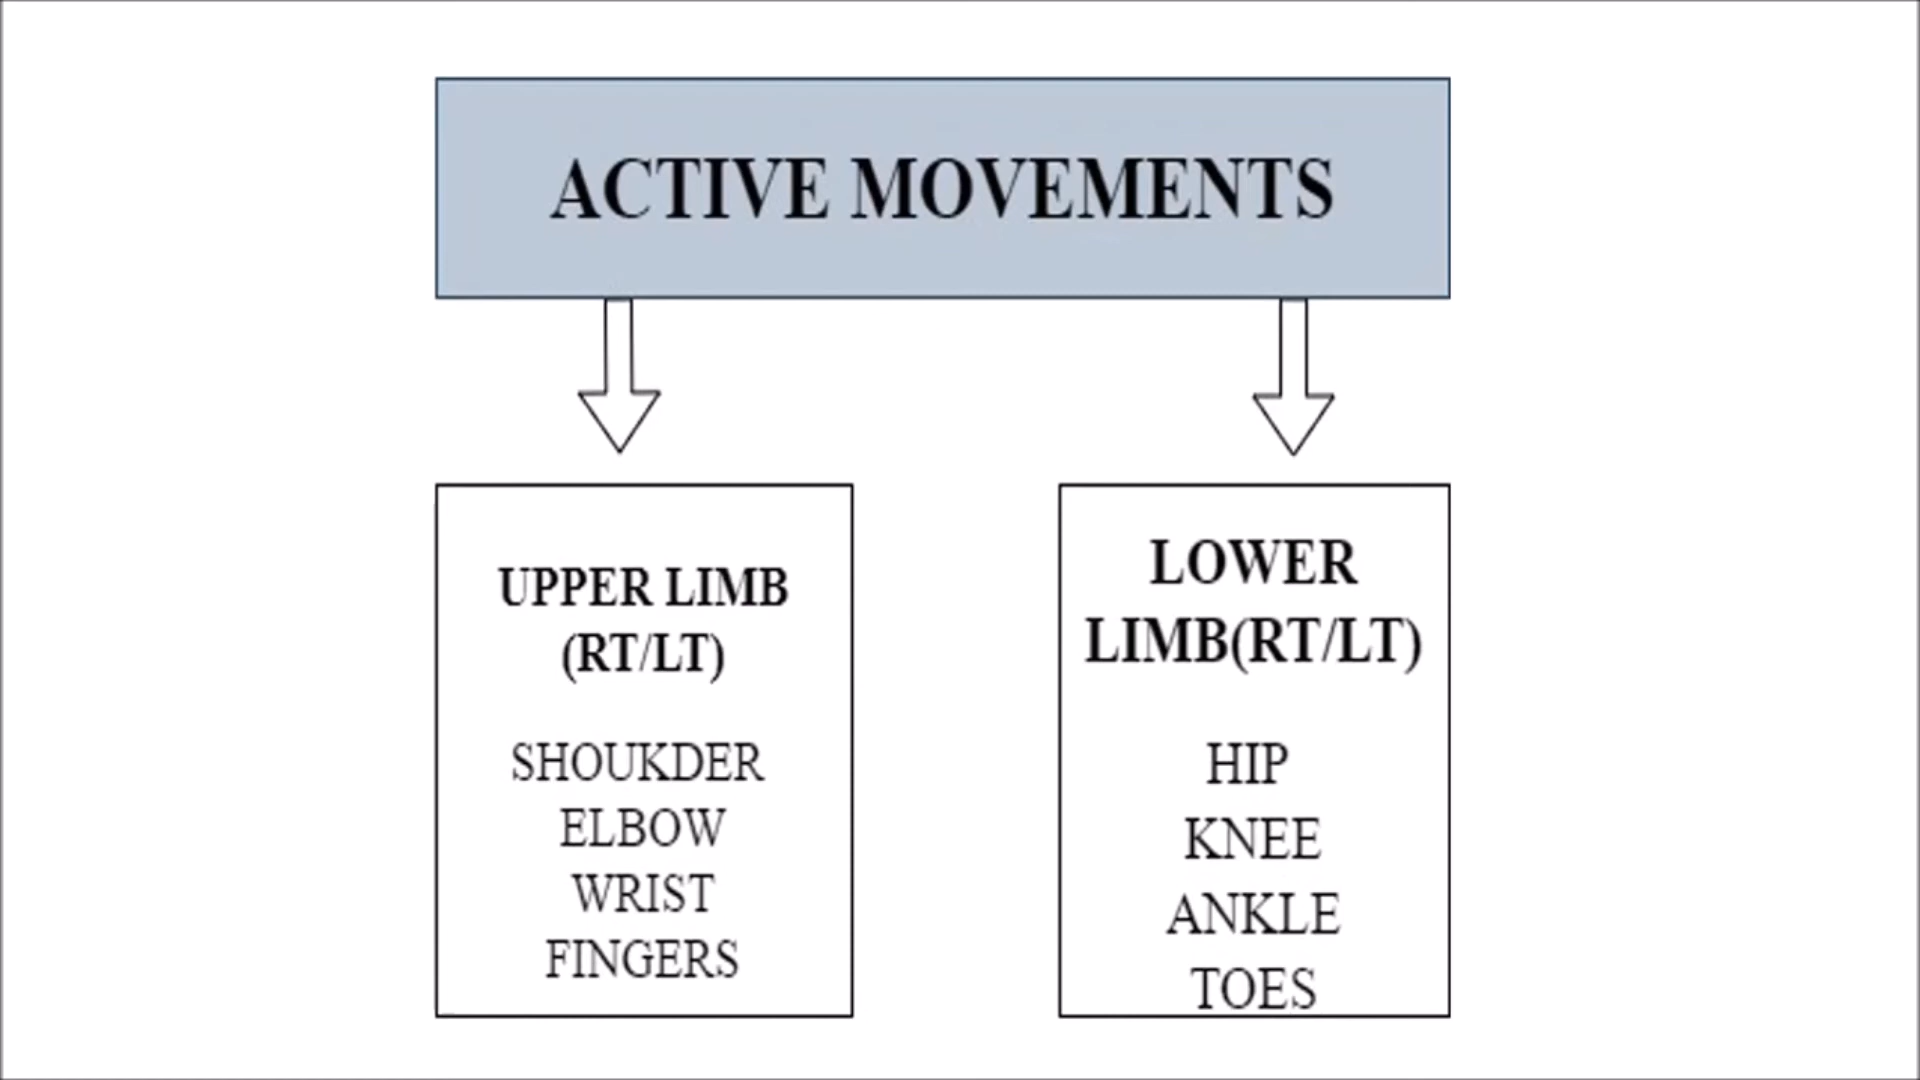 ACTIVE MOVEMENTS
UPPER LIMB
(RT/LT)
SHOUKDER
ELBOW
WRIST
FINGERS
LOWER
LIMB(RT/LT)
HIP
KNEE
ANKLE
TOES